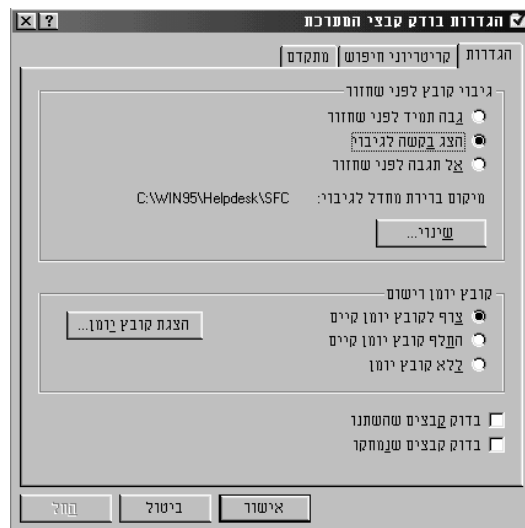 הגדרות בודק קבצי המערכת
הגדרות קריטריוני חיפוש מתקדם
גיבוי קובץ לפני שחזור
גבה תמיד לפני שחזור
הצג בקשה לגיבוי
אל תגבה לפני שחזור
מיקום ברירת מחדל לגיבוי: C:\WIN95\Helpdesk\SFC
שינוי...
קובץ יומן רישום
צרף לקובץ יומן קיים
החלף קובץ יומן קיים
ללא קובץ יומן
הצגת קובץ יומן...
בדוק קבצים שהשתנו
בדוק קבצים שנמחקו
אישור ביטול החל